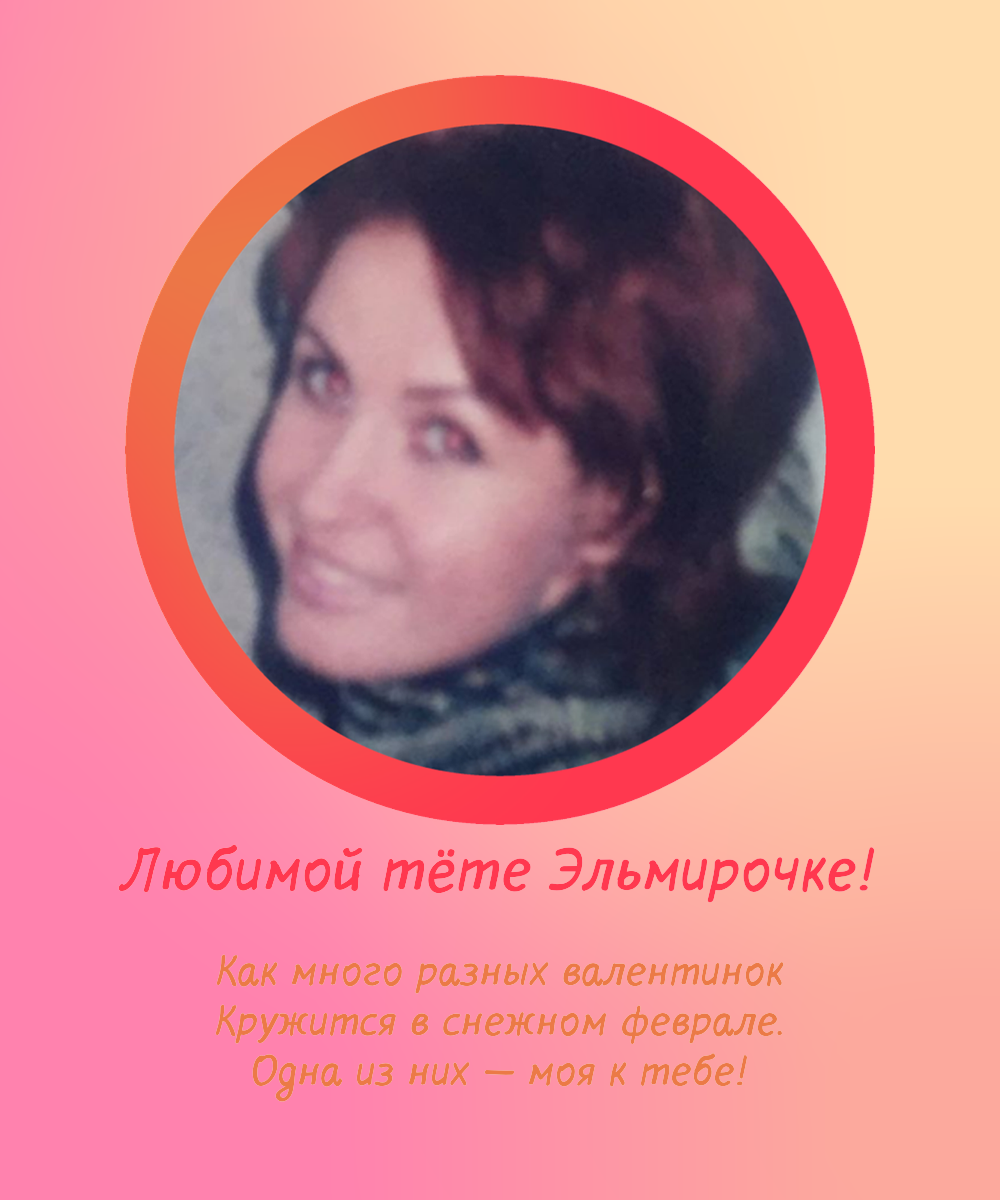 Любимой тёте Эльмирочке!
Как много разных валентинок
Кружится в снежном феврале.
Одна из них — моя к тебе!